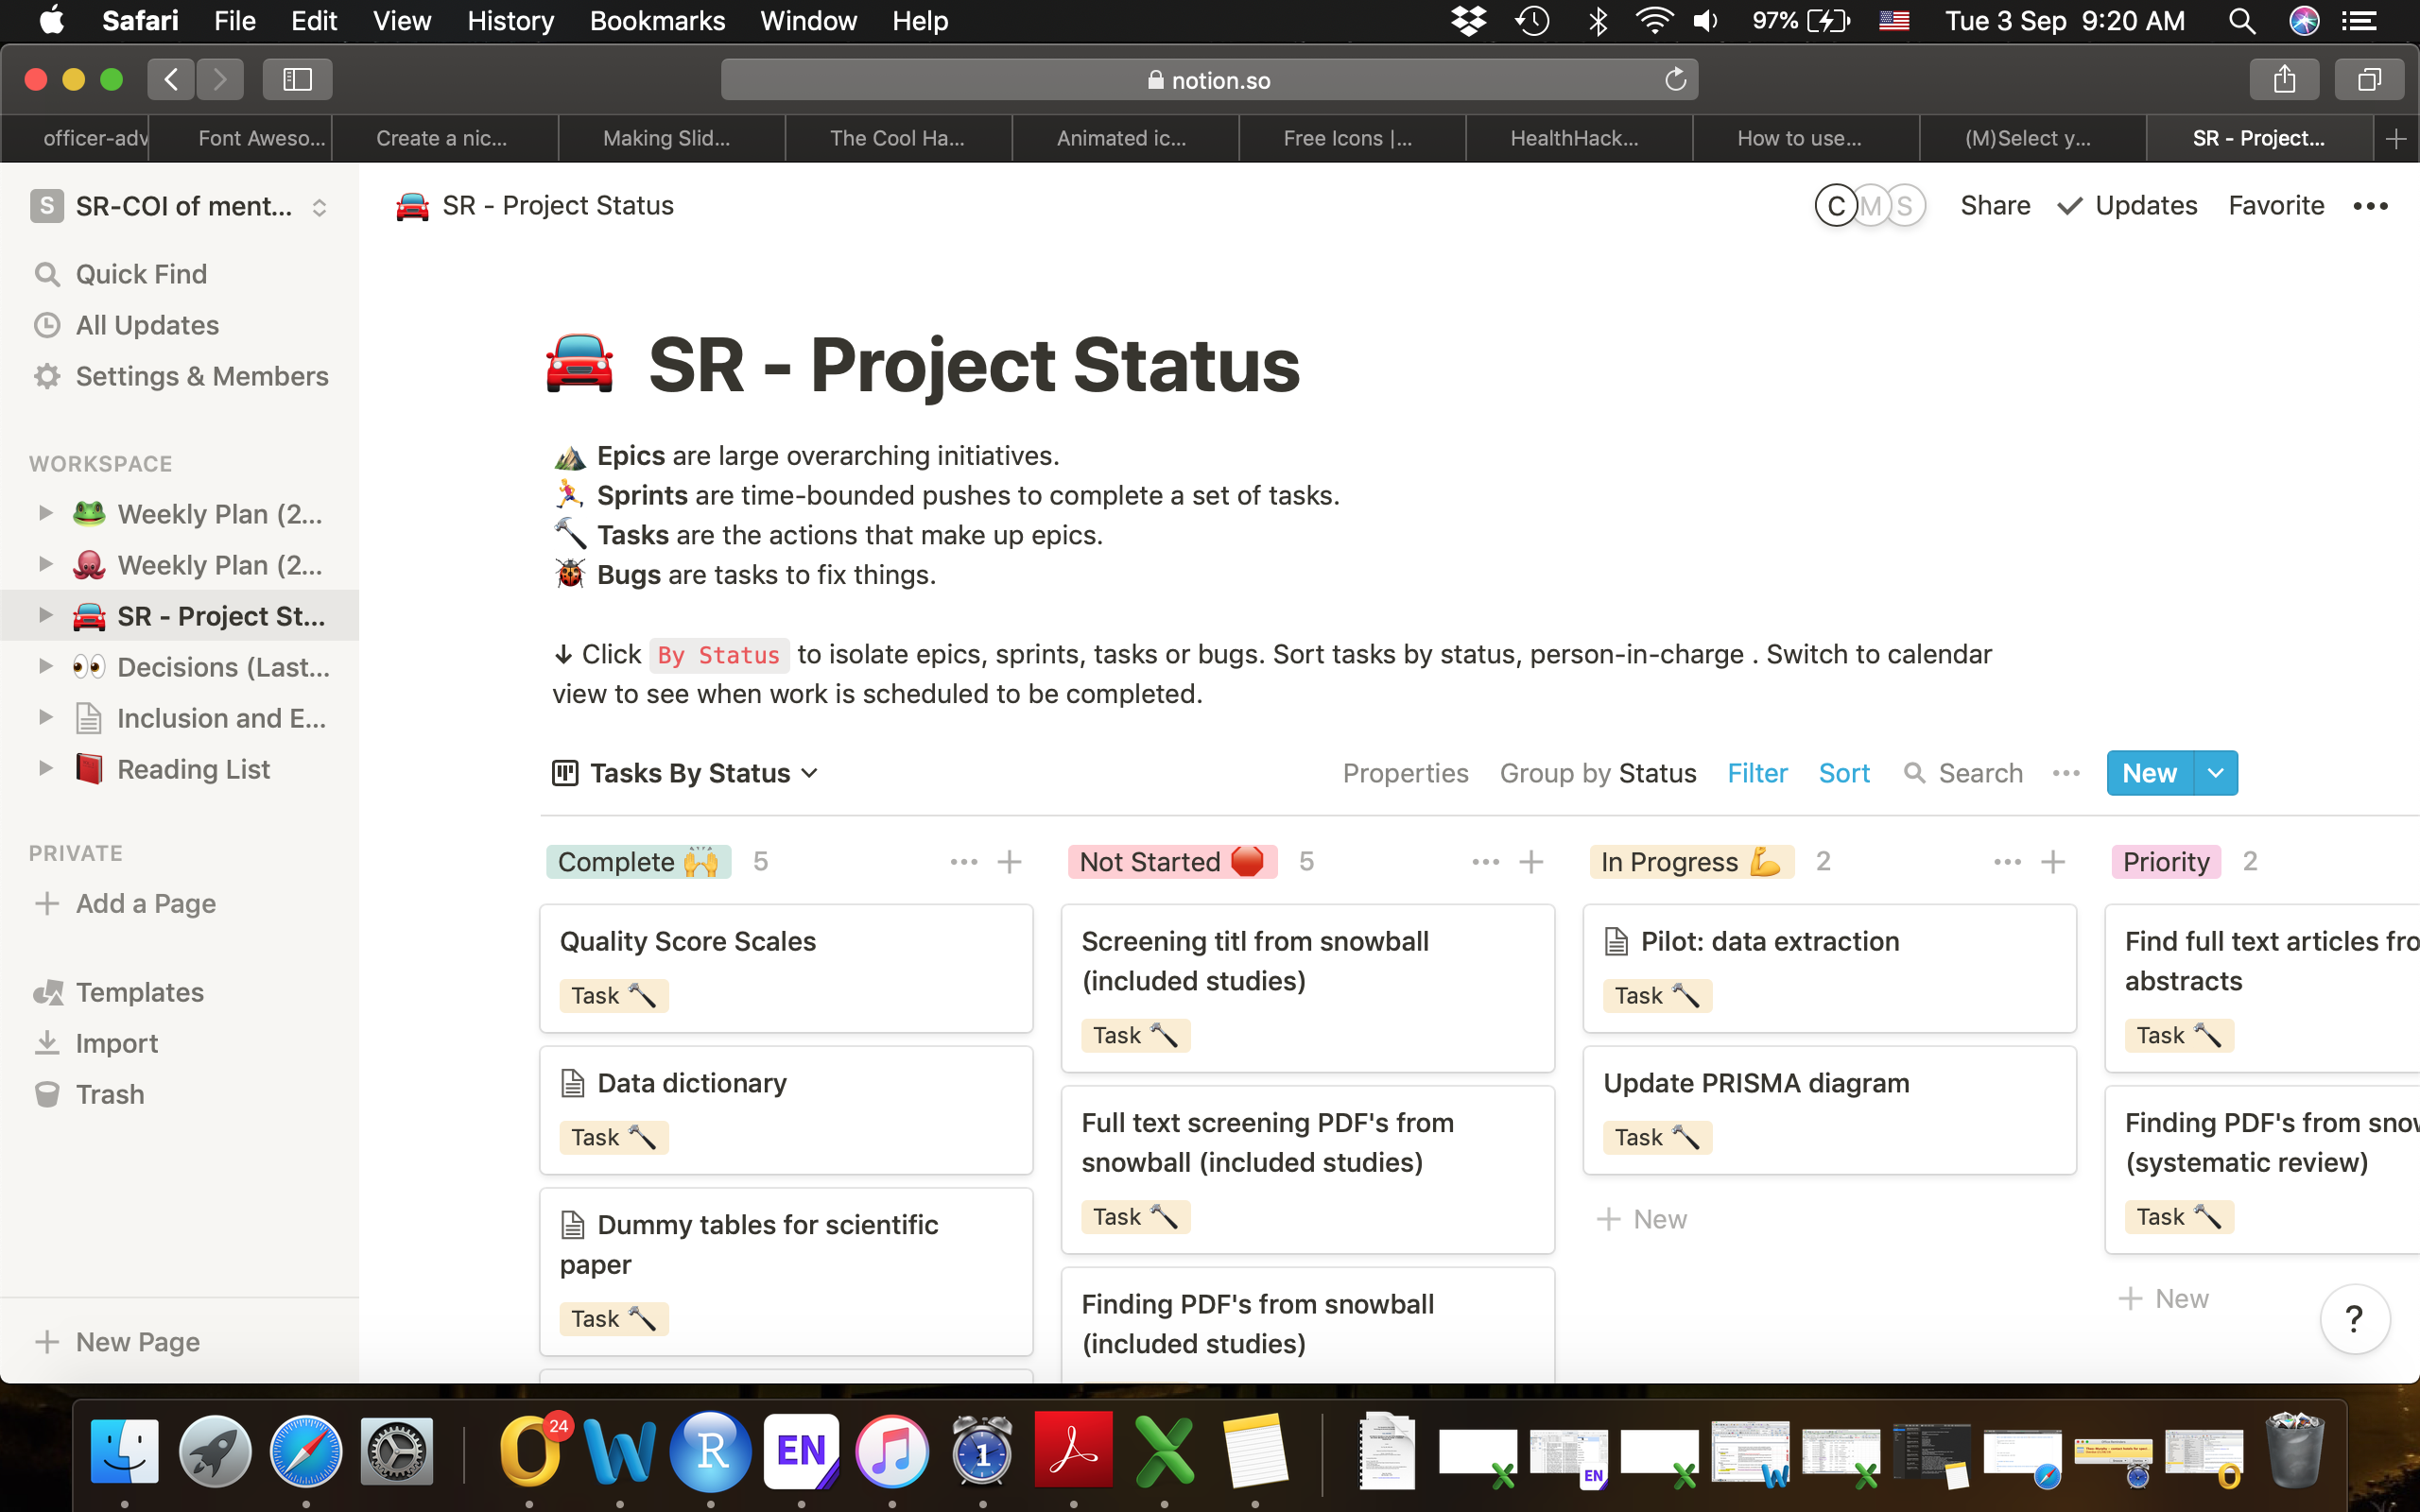 Safari File Edit View History Bookmarks Window Help 97% Tue 3 Sep 9:20 AM
notion.so
officer-adv Font Aweso... Create a nic... Making Slid... The Cool Ha... Animated ic... Free Icons |... HealthHack... How to use... (M)Select y... SR - Project...
S SR-COI of ment...
Quick Find
All Updates
Settings & Members
WORKSPACE
Weekly Plan (2...
Weekly Plan (2...
SR - Project St...
Decisions (Last...
Inclusion and E...
Reading List
PRIVATE
Add a Page
Templates
Import
Trash
New Page
SR - Project Status
C M S Share Updates Favorite
SR - Project Status
Epics are large overarching initiatives.
Sprints are time-bounded pushes to complete a set of tasks.
Tasks are the actions that make up epics.
Bugs are tasks to fix things.
↓ Click By Status to isolate epics, sprints, tasks or bugs. Sort tasks by status, person-in-charge . Switch to calendar
view to see when work is scheduled to be completed.
Tasks By Status Properties Group by Status Filter Sort Search New
Complete 5
Quality Score Scales
Task
Data dictionary
Task
Dummy tables for scientific
paper
Task
Not Started 5
Screening titl from snowball
(included studies)
Task
Full text screening PDF's from
snowball (included studies)
Task
Finding PDF's from snowball
(included studies)
In Progress 2
Pilot: data extraction
Task
Update PRISMA diagram
Task
New
Priority 2
Find full text articles fro
abstracts
Task
Finding PDF's from snow
(systematic review)
Task
New
?
24
R
EN
1
EN